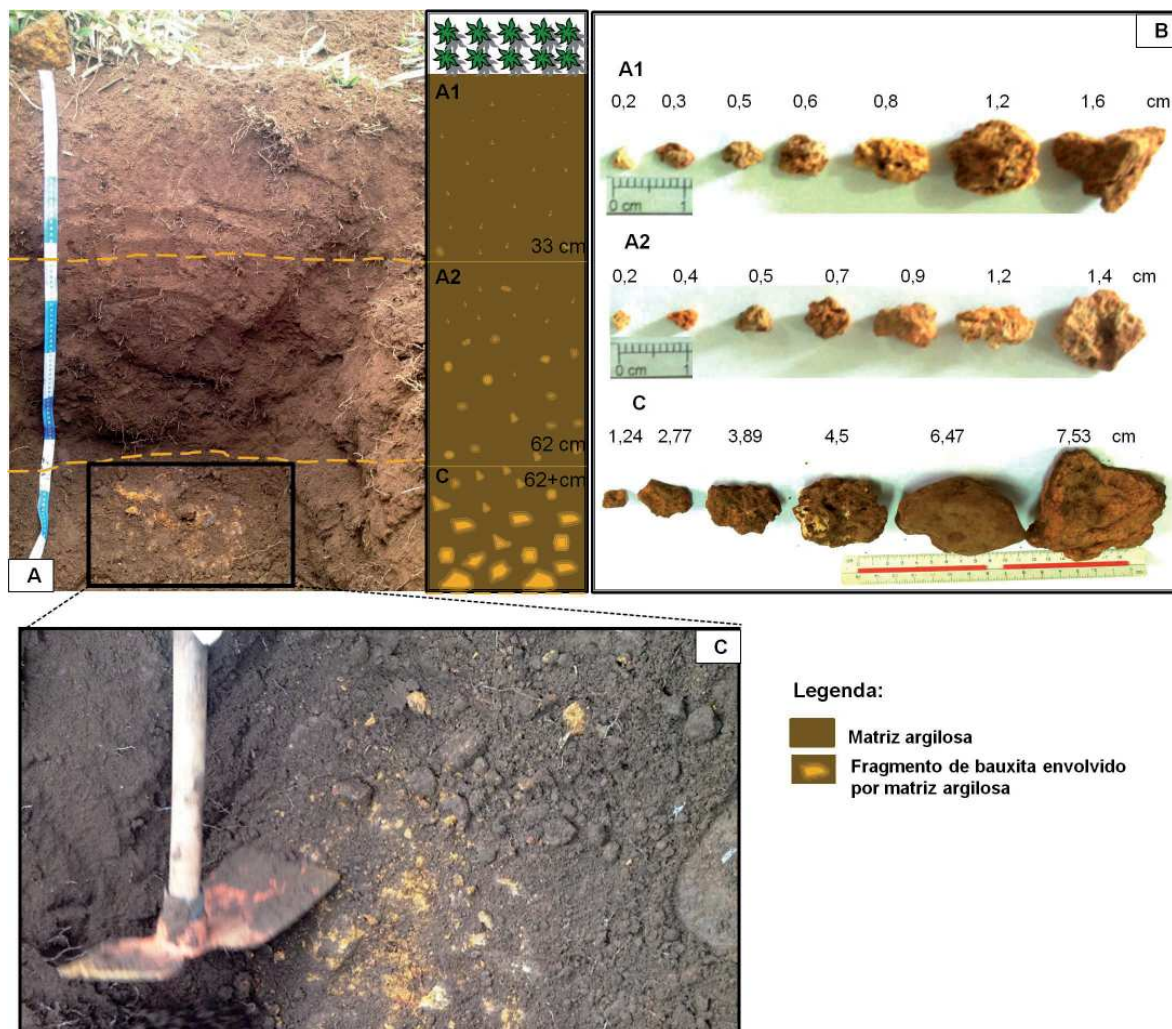 A1
33 cm
A2
62 cm
C 62+cm
A
B
A1
0,2 0,3 0,5 0,6 0,8 1,2 1,6 cm
0 cm 1
A2
0,2 0,4 0,5 0,7 0,9 1,2 1,4 cm
0 cm 1
C
1,24 2,77 3,89 4,5 6,47 7,53 cm
C
Legenda:
Matriz argilosa
Fragmento de bauxita envolvido
por matriz argilosa